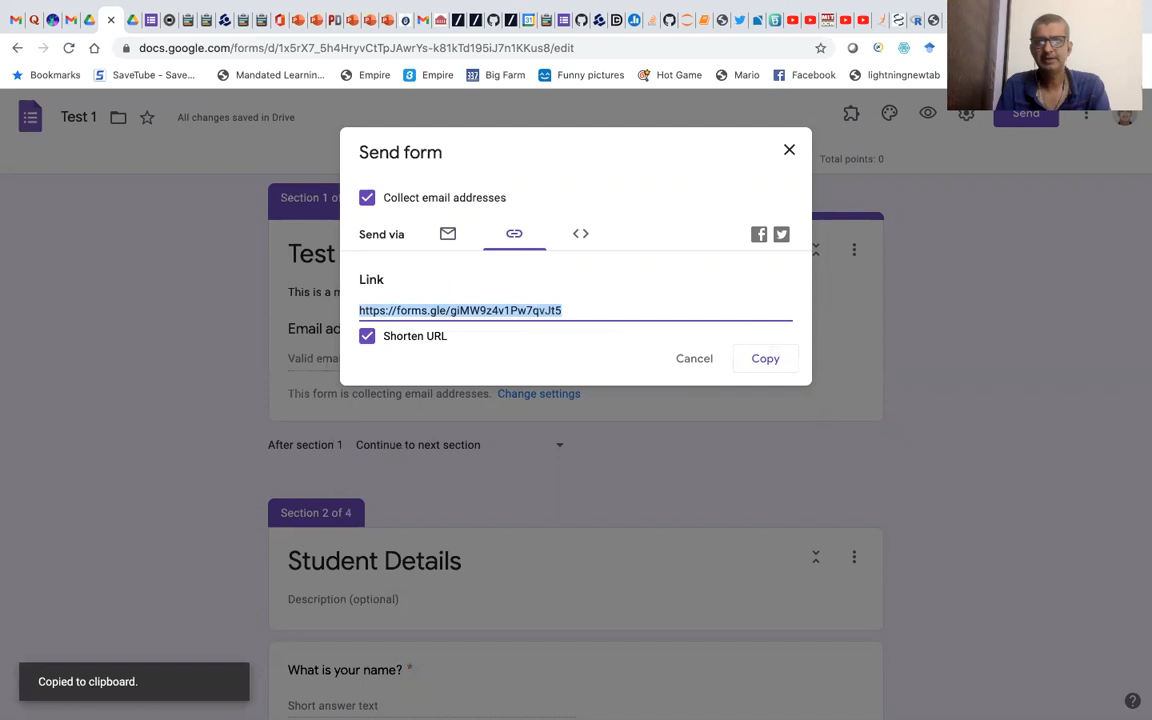 docs.google.com/forms/d/1x5rX7_5h4HryvCtTpJAwrYs-k81kTd195iJ7n1KKus8/edit
Bookmarks SaveTube - Save... Mandated Learnin... Empire Empire Big Farm Funny pictures Hot Game Mario Facebook lightningnewtab
Test 1 All changes saved in Drive Send
Total points: 0
Send form
Collect email addresses
Send via
Link
https://forms.gle/giMW9z4v1Pw7qvJt5
Shorten URL
Cancel Copy
Section 1 of
Test
This is a m
Email ad
Valid emai
This form is collecting email addresses. Change settings
After section 1 Continue to next section
Section 2 of 4
Student Details
Description (optional)
What is your name? *
Short answer text
Copied to clipboard.